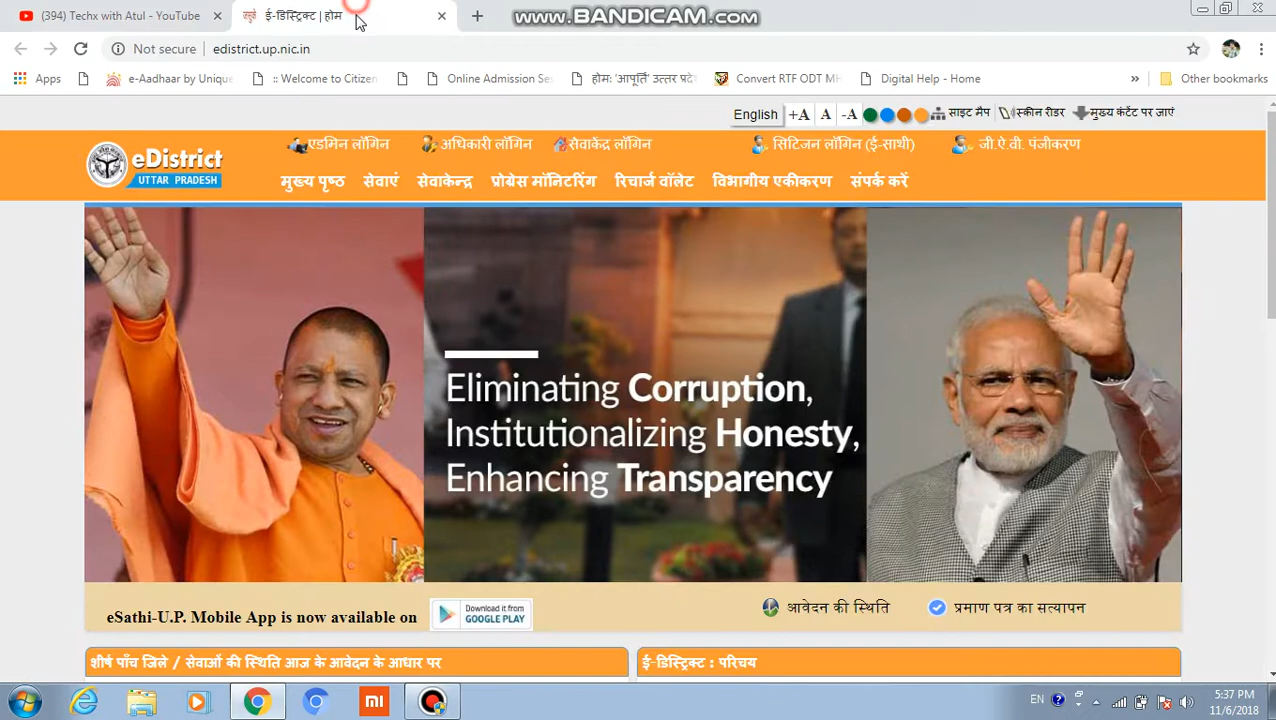 www.BANDICAM.com
(394) Techx with Atul - YouTube
ई-डिस्ट्रिक्ट | होम
Not secure
edistrict.up.nic.in
Apps
e-Aadhaar by Unique
:: Welcome to Citizen
Online Admission Ses
होम: 'आपूर्ति' उत्तर प्रदे
Convert RTF ODT MH
Digital Help - Home
»
Other bookmarks
English
+A
A
-A
साइट मैप
स्क्रीन रीडर
मुख्य कंटेंट पर जाएं
एडमिन लॉगिन
अधिकारी लॉगिन
सेवाकेंद्र लॉगिन
सिटिजन लॉगिन (ई-साथी)
जी.ऐ.वी. पंजीकरण
eDistrict
UTTAR PRADESH
मुख्य पृष्ठ
सेवाएं
सेवाकेन्द्र
प्रोग्रेस मॉनिटरिंग
रिचार्ज वॉलेट
विभागीय एकीकरण
संपर्क करें
Eliminating Corruption,
Institutionalizing Honesty,
Enhancing Transparency
eSathi-U.P. Mobile App is now available on
Download it from
GOOGLE PLAY
आवेदन की स्थिति
प्रमाण पत्र का सत्यापन
शीर्ष पाँच जिले / सेवाओं की स्थिति आज के आवेदन के आधार पर
ई-डिस्ट्रिक्ट : परिचय
EN
5:37 PM
11/6/2018